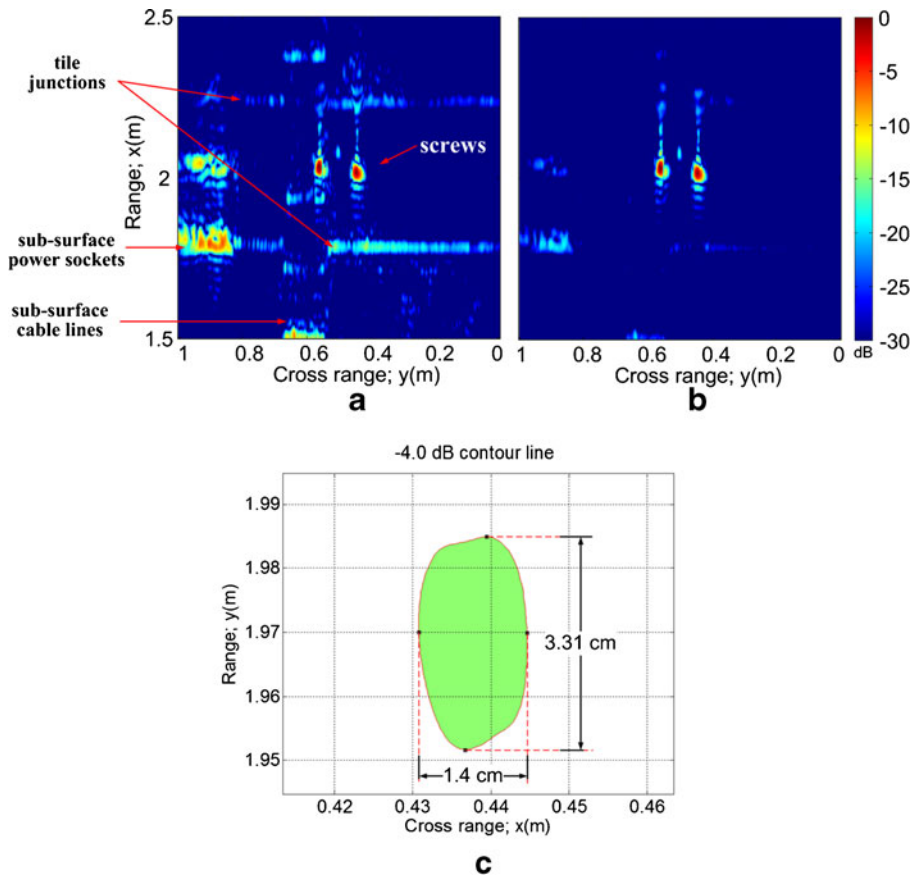 2.5
2
1.5
Range; x(m)
tile
junctions
screws
sub-surface
power sockets
sub-surface
cable lines
1
0.8
0.6
0.4
0.2
0
Cross range; y(m)
a
1
0.8
0.6
0.4
0.2
0
Cross range; y(m)
b
0
-5
-10
-15
-20
-25
-30
dB
-4.0 dB contour line
1.99
1.98
1.97
1.96
1.95
Range; y(m)
3.31 cm
1.4 cm
0.42
0.43
0.44
0.45
0.46
Cross range; x(m)
c